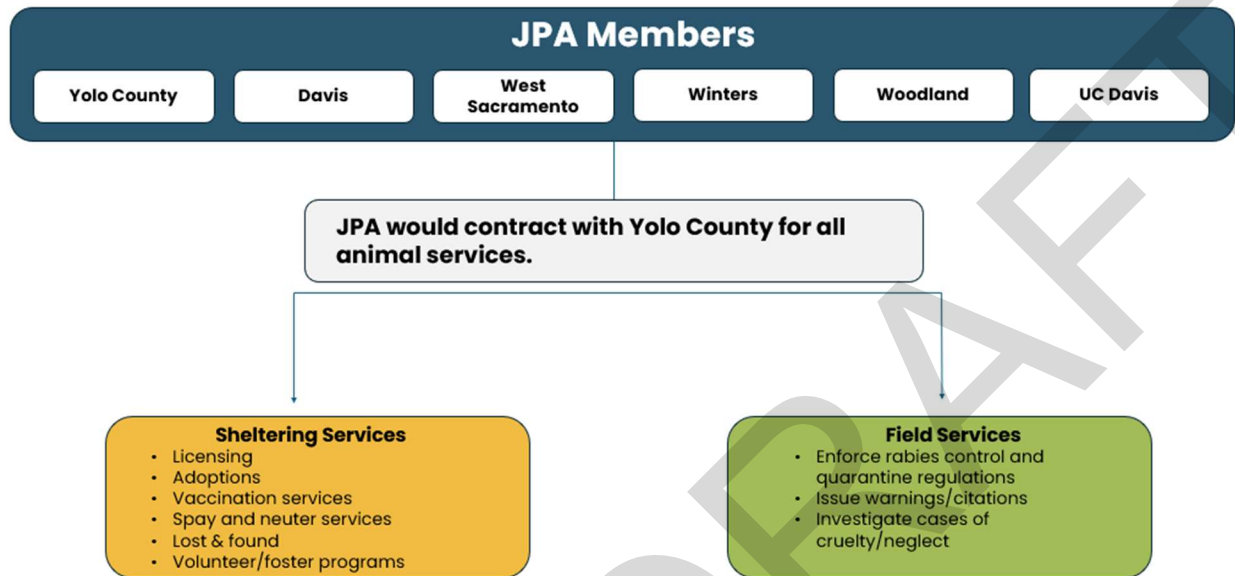 JPA Members
Yolo County
Davis
West
Sacramento
Winters
Woodland
UC Davis
JPA would contract with Yolo County for all
animal services.
Sheltering Services
• Licensing
• Adoptions
• Vaccination services
• Spay and neuter services
• Lost & found
• Volunteer/foster programs
Field Services
• Enforce rabies control and
quarantine regulations
• Issue warnings/citations
• Investigate cases of
cruelty/neglect
DRAFT